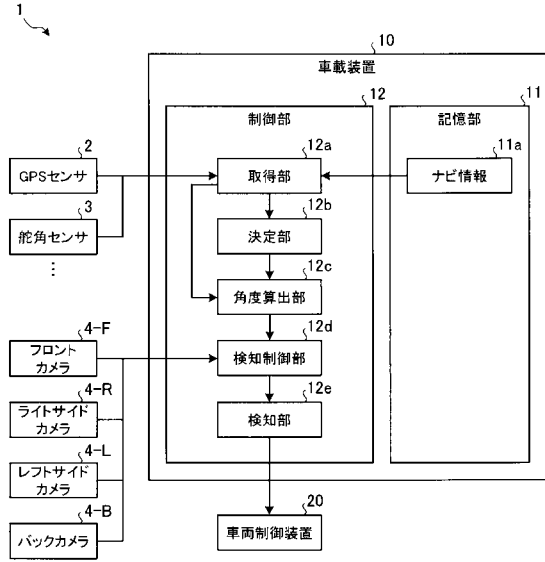 1
10
車載装置
12
制御部
11
記憶部
2
GPSセンサ
12a
取得部
11a
ナビ情報
3
舵角センサ
⋮
12b
決定部
12c
角度算出部
4-F
フロント
カメラ
12d
検知制御部
4-R
ライトサイド
カメラ
12e
検知部
4-L
レフトサイド
カメラ
4-B
バックカメラ
20
車両制御装置